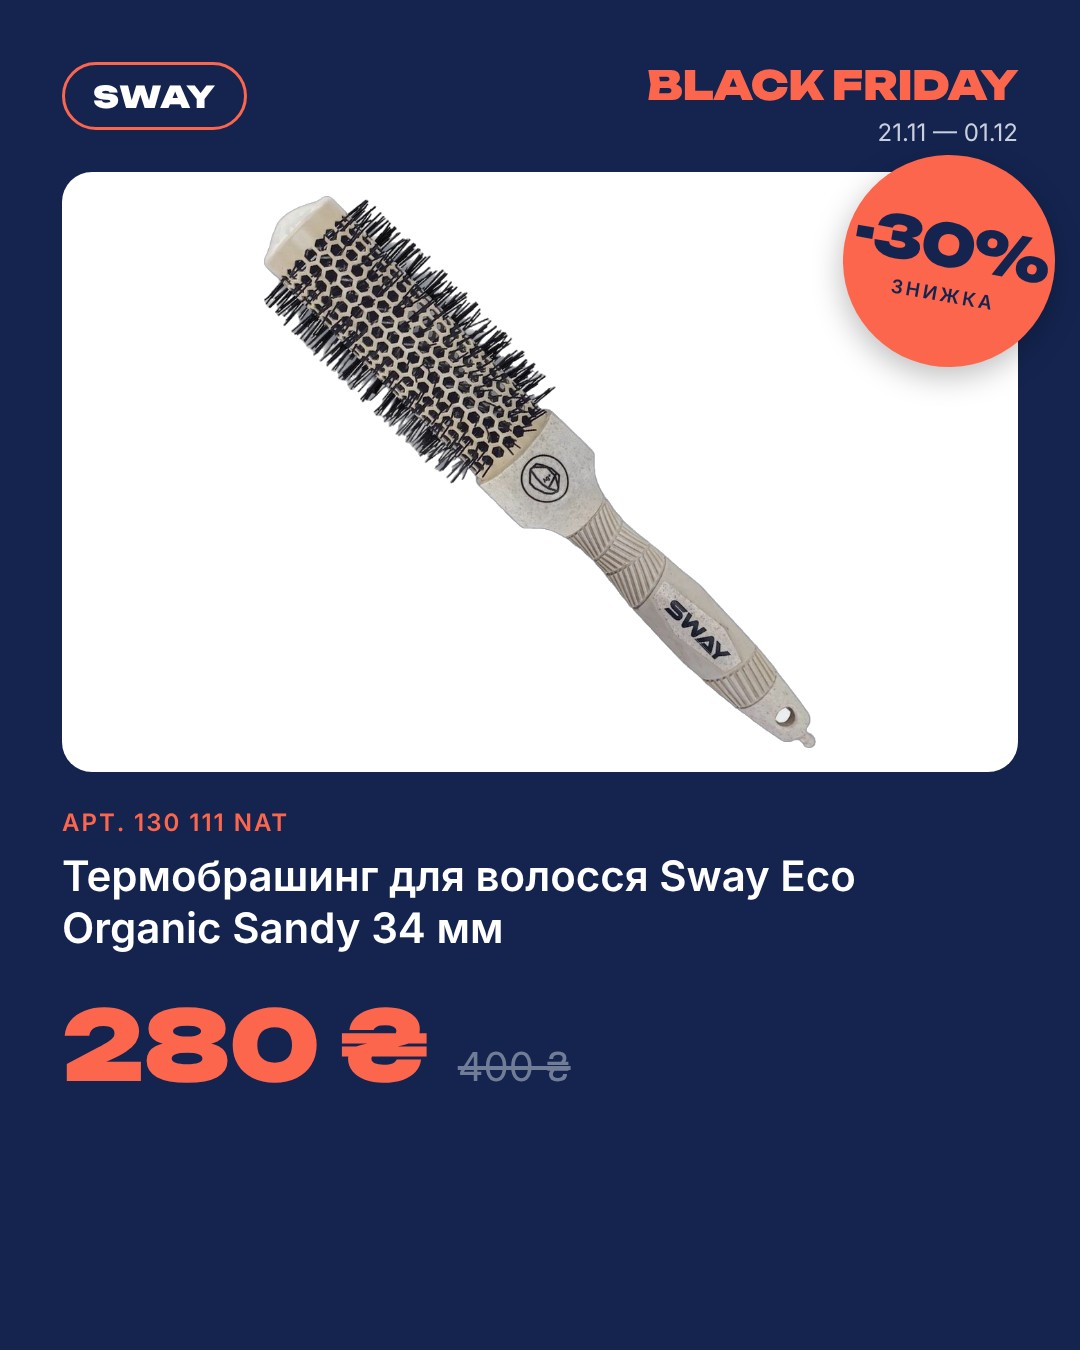 SWAY
BLACK FRIDAY
21.11 — 01.12
-30%
ЗНИЖКА
SWAY
АРТ. 130 111 NAT
Термобрашинг для волосся Sway Eco
Organic Sandy 34 мм
280 ₴ 400 ₴